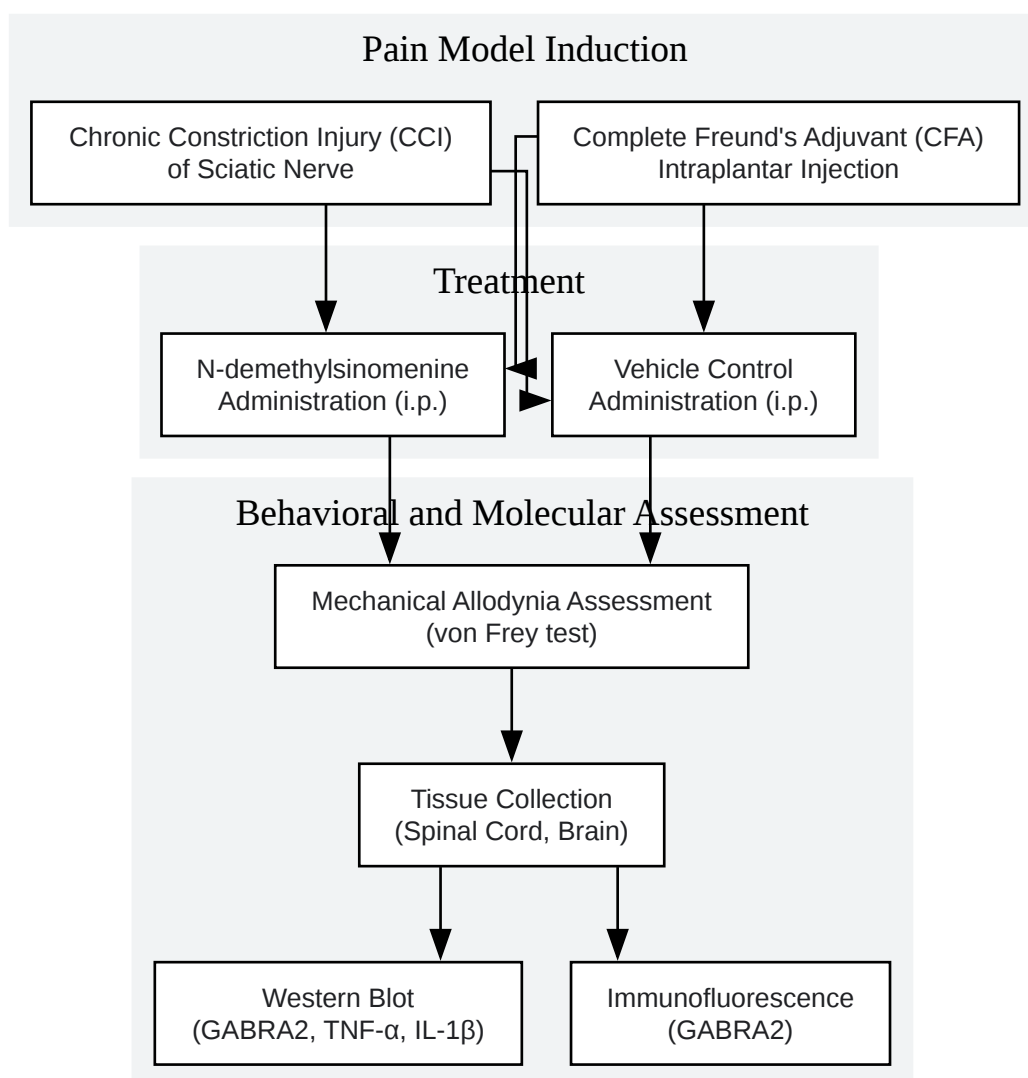 Pain Model Induction
Chronic Constriction Injury (CCI)
of Sciatic Nerve
Complete Freund's Adjuvant (CFA)
Intraplantar Injection
Treatment
N-demethylsinomenine
Administration (i.p.)
Vehicle Control
Administration (i.p.)
Behavioral and Molecular Assessment
Mechanical Allodynia Assessment
(von Frey test)
Tissue Collection
(Spinal Cord, Brain)
Western Blot
(GABRA2, TNF-α, IL-1β)
Immunofluorescence
(GABRA2)